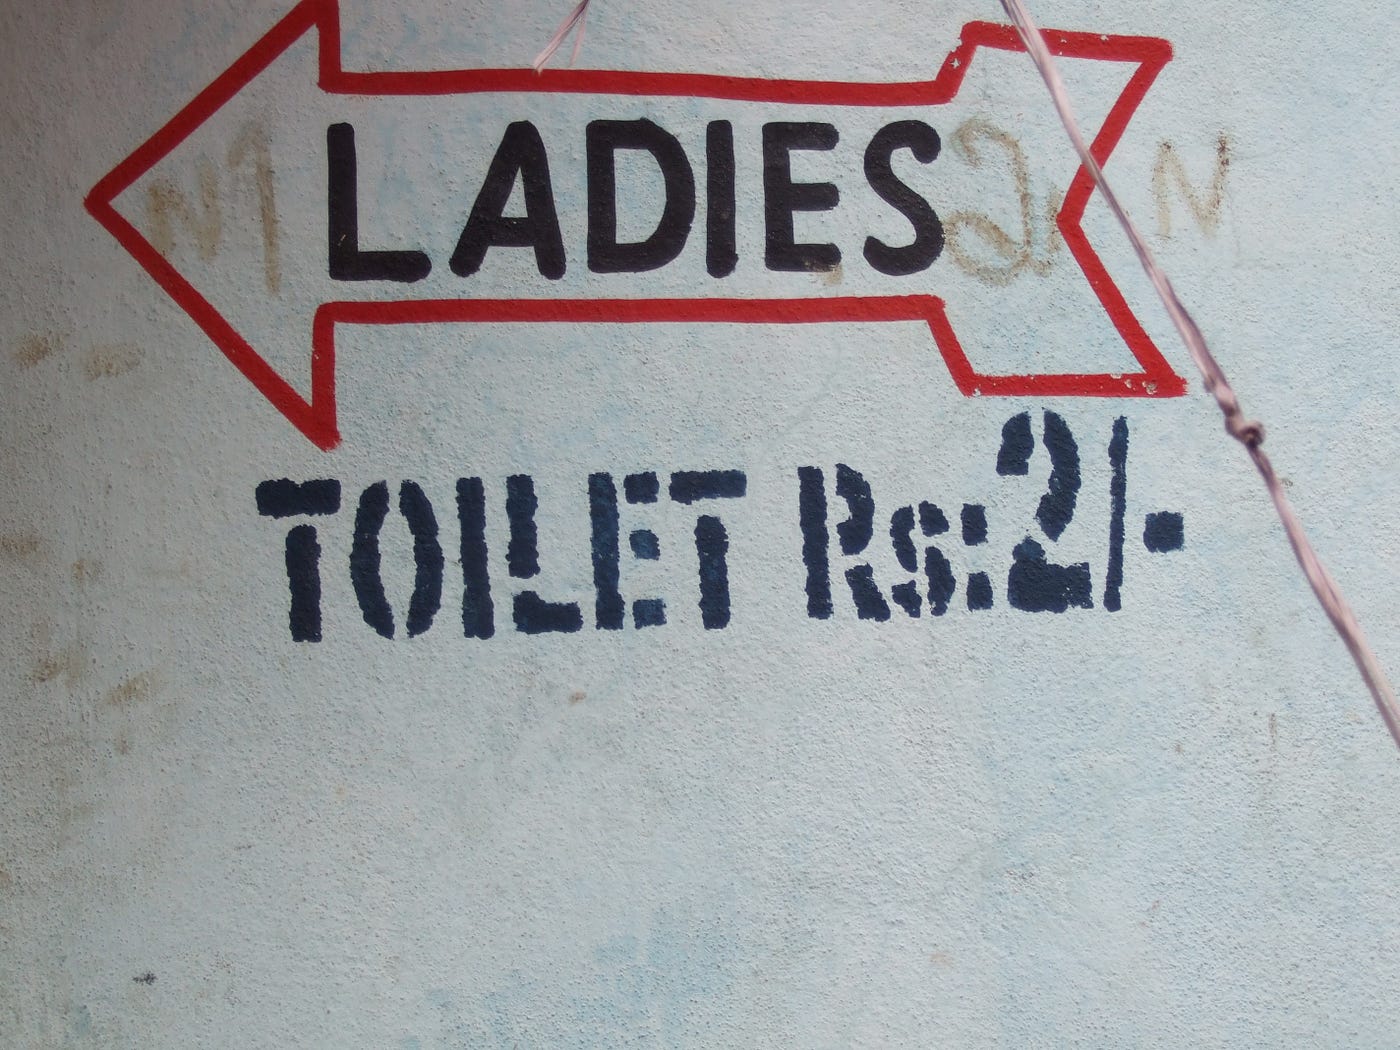 LADIES
TOILET Rs:2/-